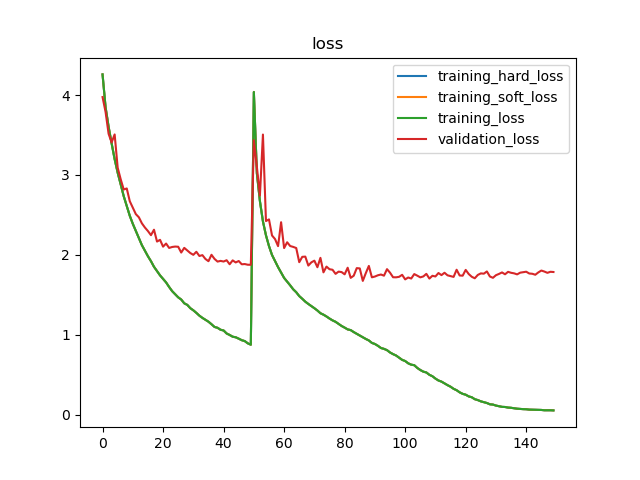 loss
training_hard_loss
training_soft_loss
training_loss
validation_loss
4
3
2
1
0
0 20 40 60 80 100 120 140